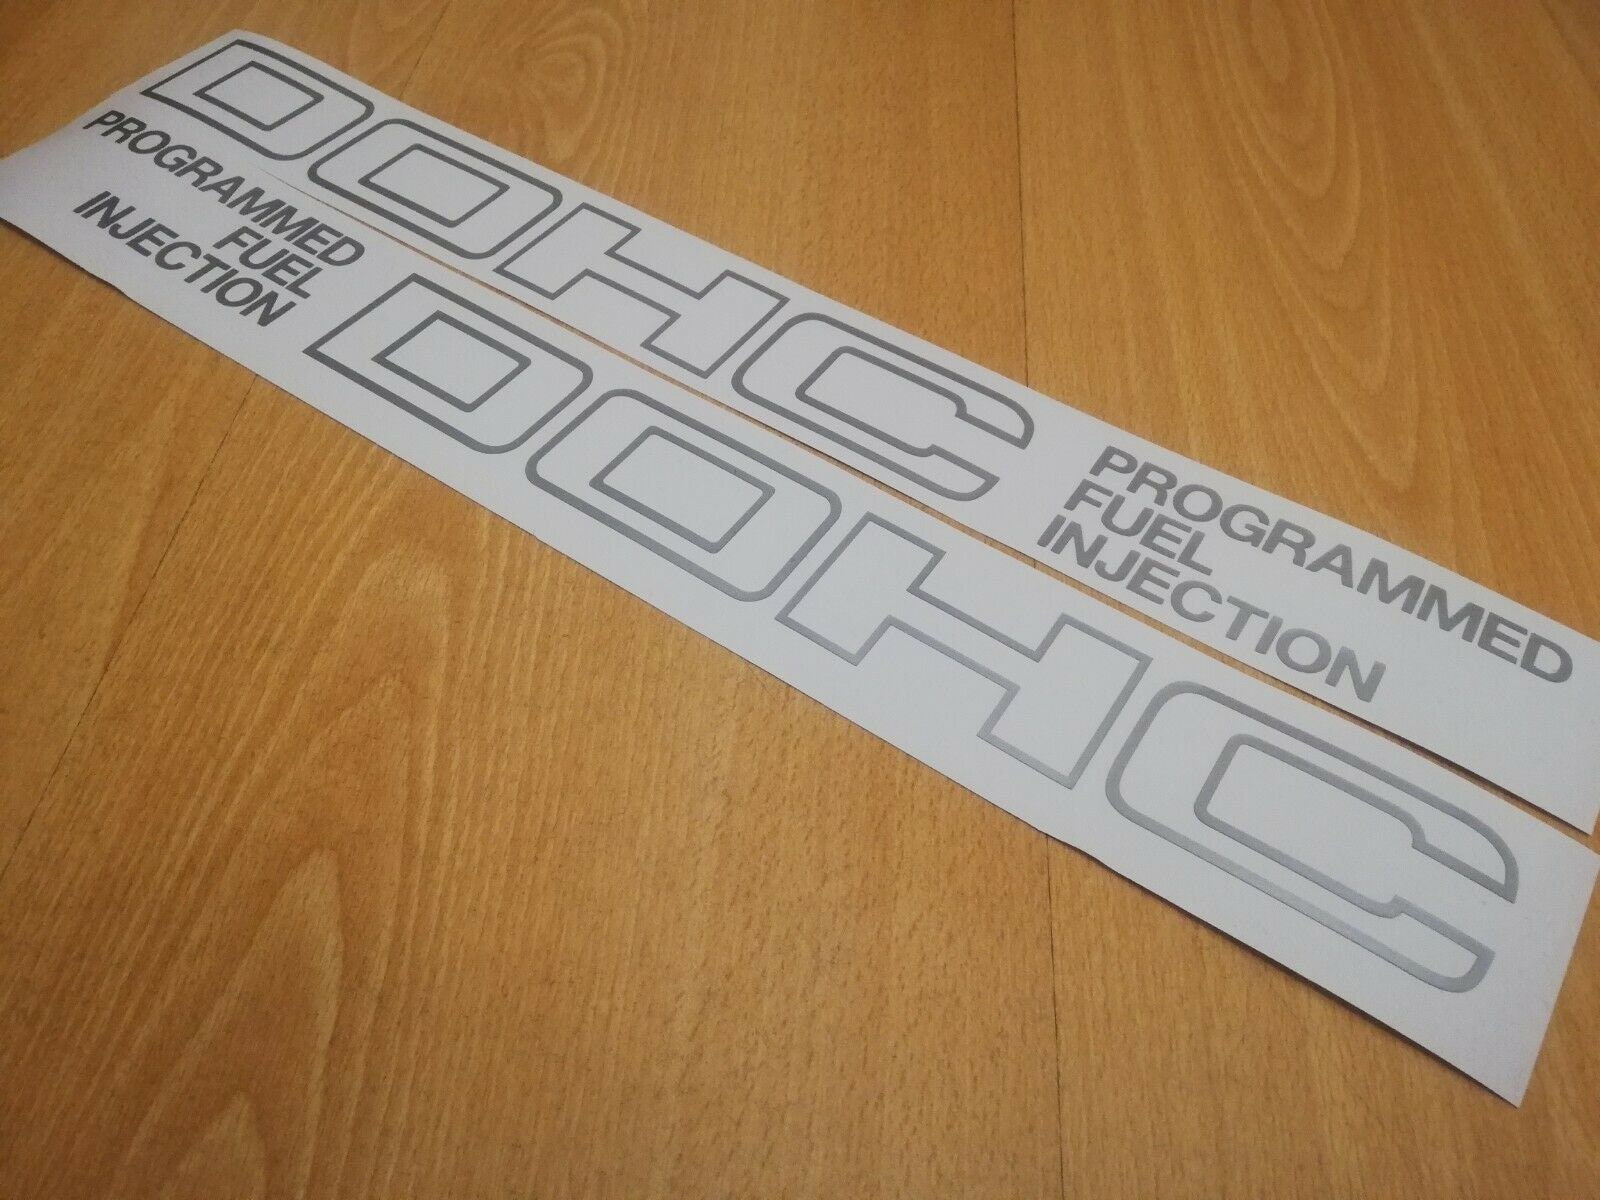 DOHC
PROGRAMMED
FUEL
INJECTION
PROGRAMMED
FUEL
INJECTION
DOHC